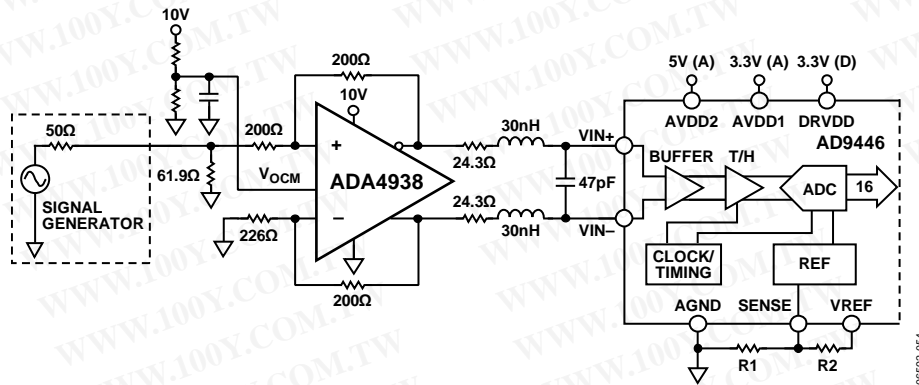 10V
5V (A) 3.3V (A) 3.3V (D)
200Ω
10V
30nH
VIN+
AVDD2 AVDD1 DRVDD
50Ω
200Ω
+
24.3Ω
BUFFER T/H
AD9446
61.9Ω
VOCM
ADA4938
47pF
ADC
16
SIGNAL
GENERATOR
24.3Ω
–
226Ω
30nH
VIN–
CLOCK/
TIMING
REF
200Ω
AGND SENSE VREF
R1 R2
WWW.100Y.COM.TW